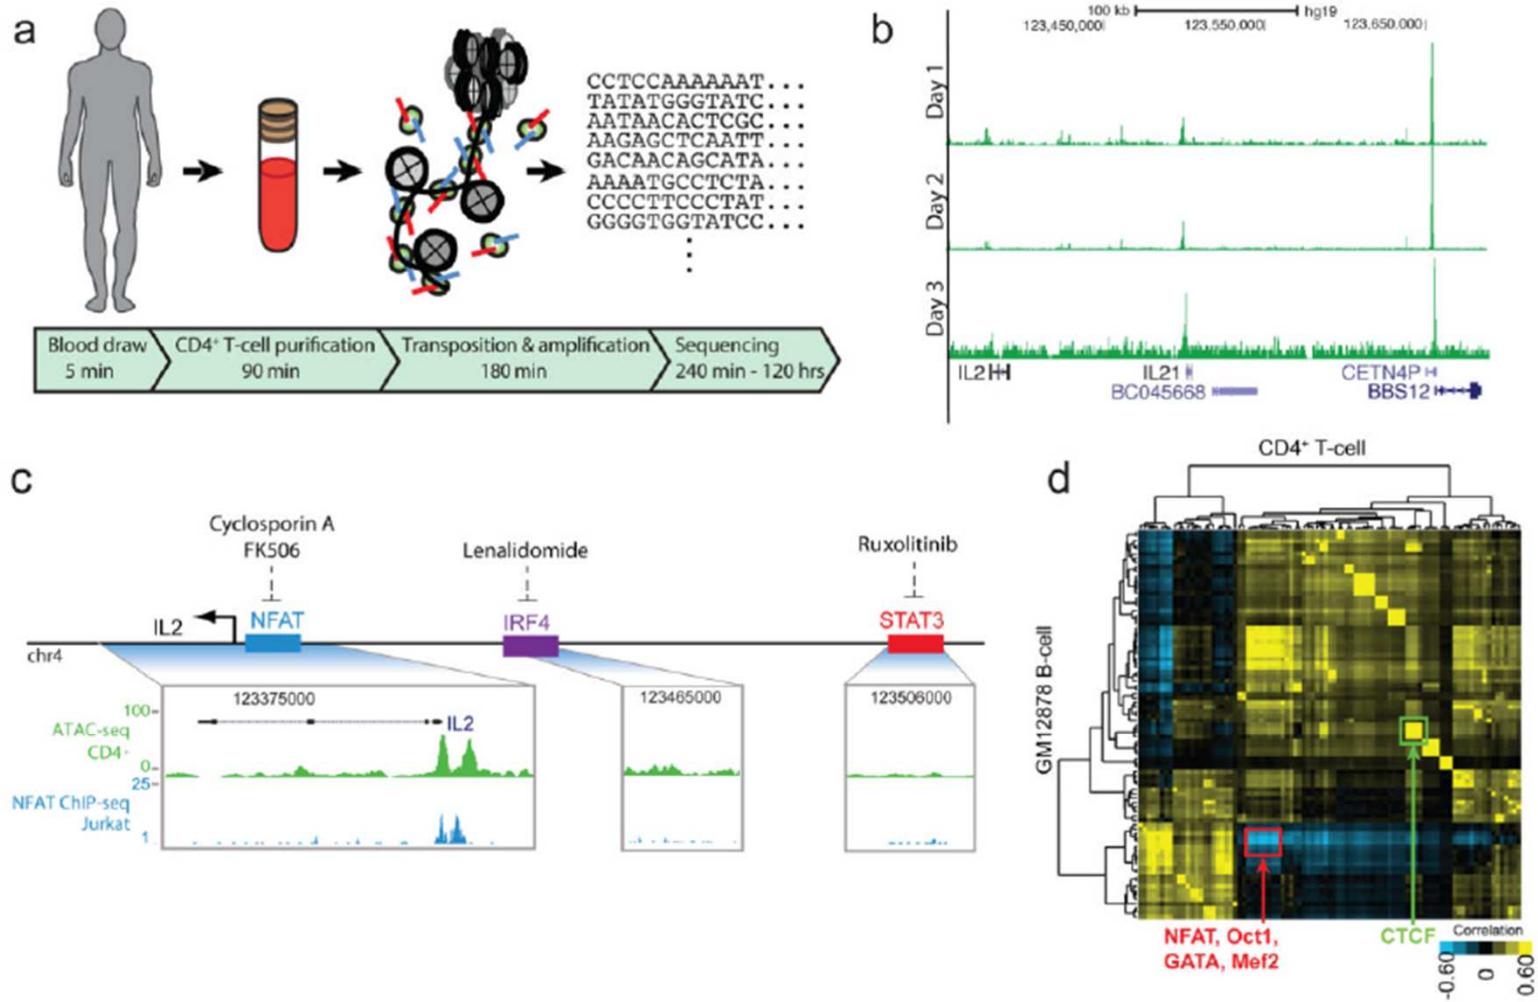 a
CCTCCAAAAAAT...
TATATGGGTATC...
AATAACACTCGC...
AAGAGCTCAATT...
GACAACAGCATA...
AAAATGCCTCTA...
CCCCTTCCCTAT...
GGGGTGGTATCC...
Blood draw
5 min
CD4+ T-cell purification
90 min
Transposition & amplification
180 min
Sequencing
240 min - 120 hrs
b
100 kb hg19
123,450,000 123,550,000 123,650,000
Day 1
Day 2
Day 3
IL2 IL21 CETN4P
BC045668 BBS12
c
Cyclosporin A
FK506
Lenalidomide
Ruxolitinib
IL2 NFAT IRF4 STAT3
chr4
123375000 123465000 123506000
100
ATAC-seq
CD4+
0
IL2
25
NFAT ChIP-seq
Jurkat
1
d
CD4+ T-cell
GM12878 B-cell
NFAT, Oct1,
GATA, Mef2
CTCF
Correlation
-0.60 0 0.60